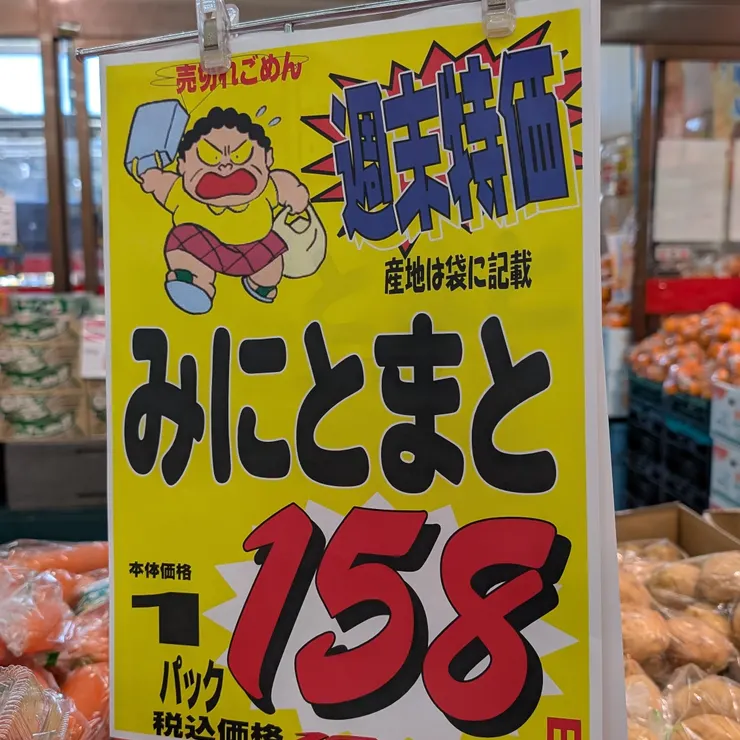 売切れごめん
週末特価
産地は袋に記載
みにとまと
本体価格
1
パック
158
税込価格